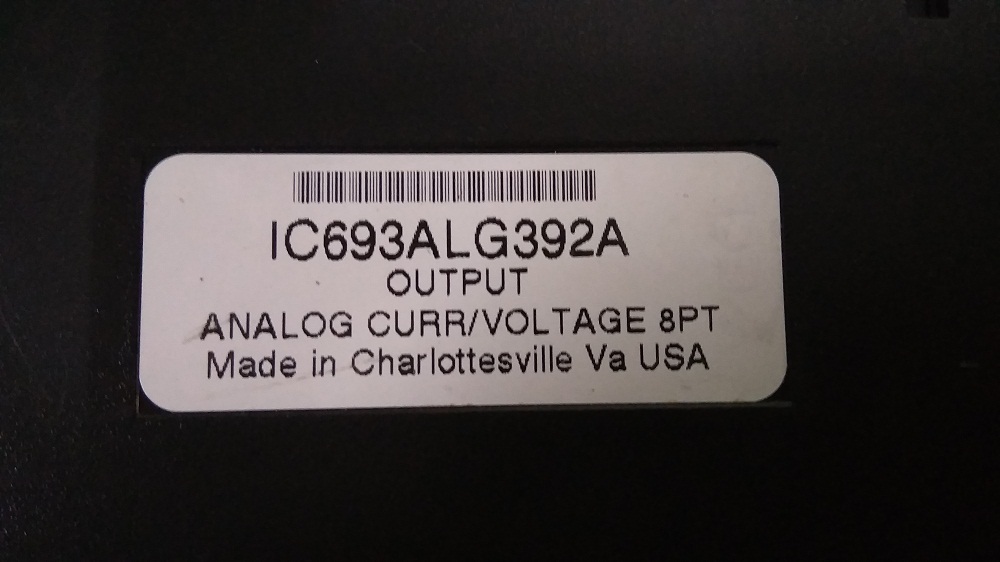 IC693ALG392A
OUTPUT
ANALOG CURR/VOLTAGE 8PT
Made in Charlottesville Va USA